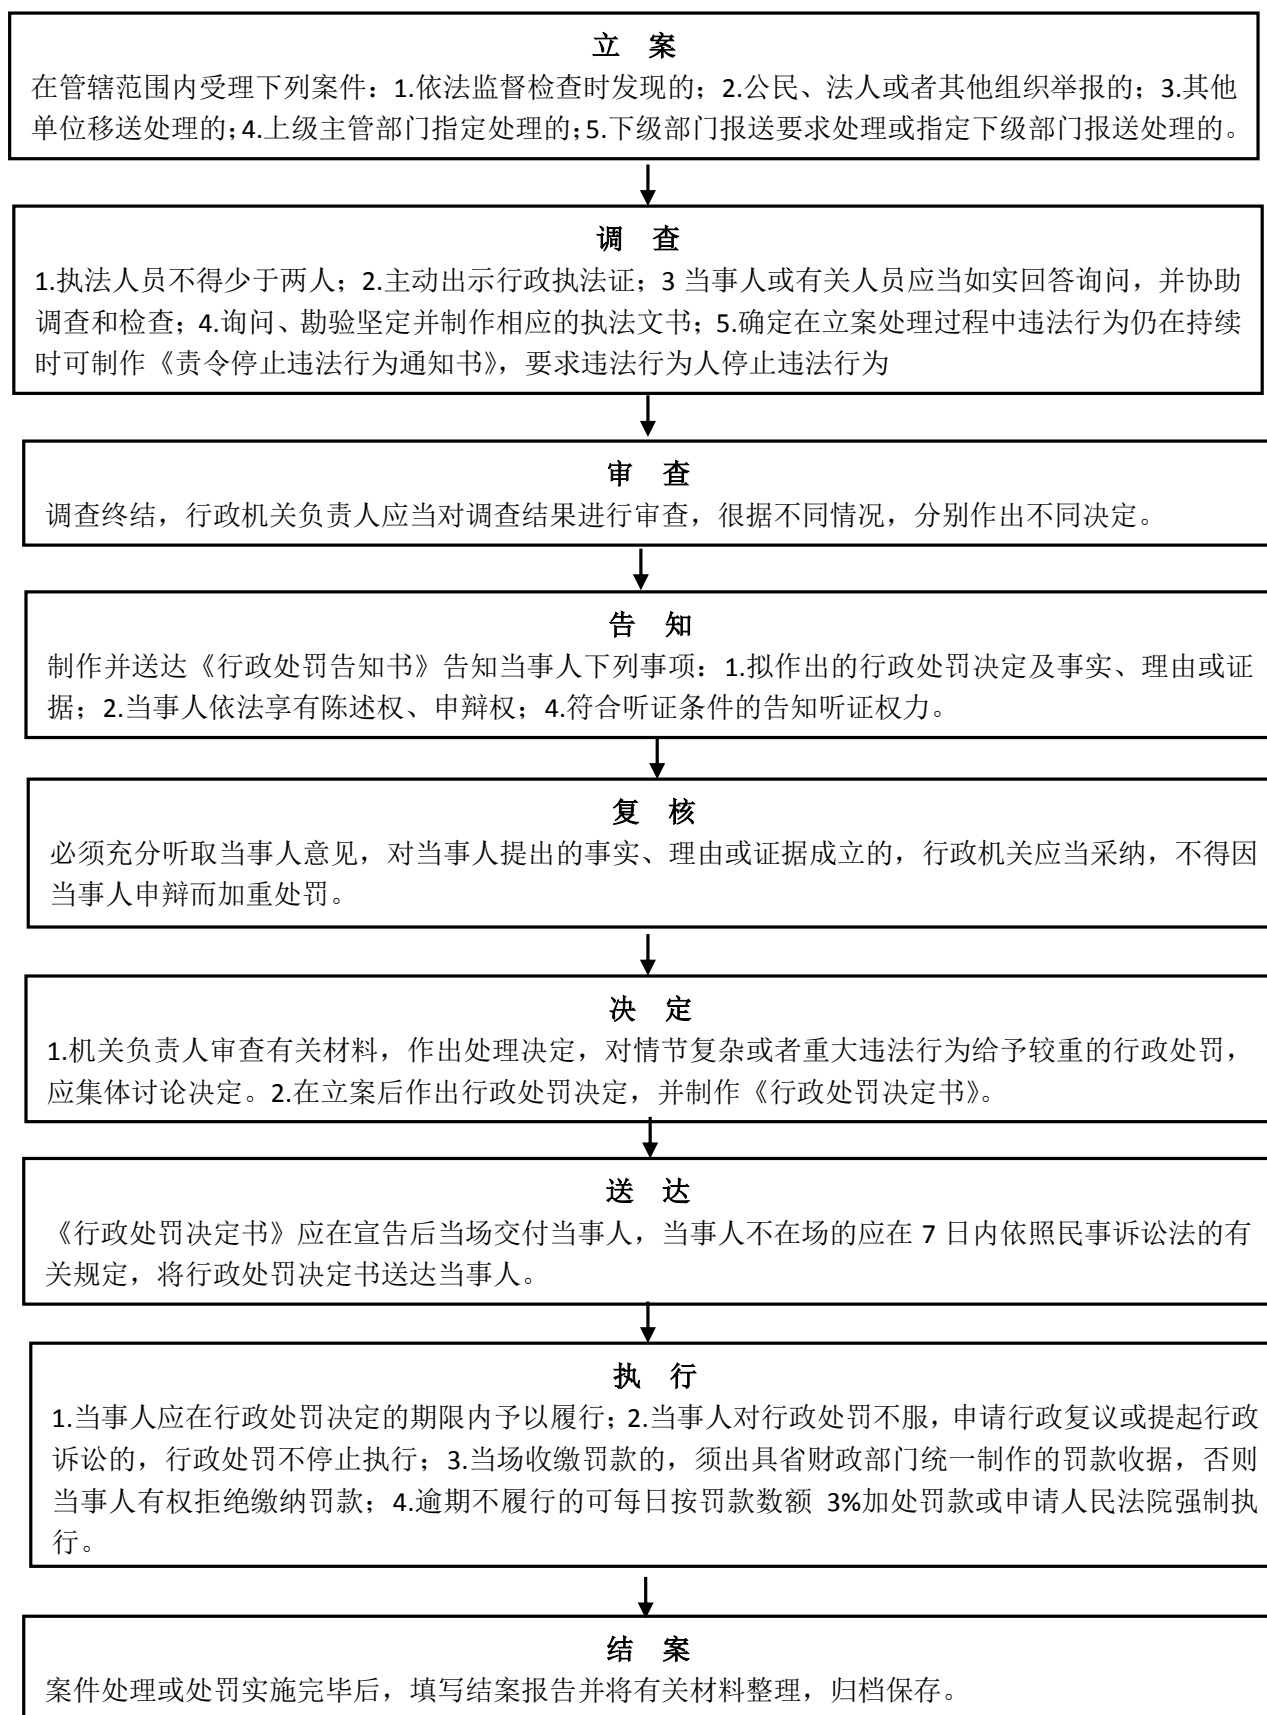 立 案
在管辖范围内受理下列案件：1.依法监督检查时发现的；2.公民、法人或者其他组织举报的；3.其他
单位移送处理的；4.上级主管部门指定处理的；5.下级部门报送要求处理或指定下级部门报送处理的。
调 查
1.执法人员不得少于两人；2.主动出示行政执法证；3 当事人或有关人员应当如实回答询问，并协助
调查和检查；4.询问、勘验坚定并制作相应的执法文书；5.确定在立案处理过程中违法行为仍在持续
时可制作《责令停止违法行为通知书》，要求违法行为人停止违法行为
审 查
调查终结，行政机关负责人应当对调查结果进行审查，很据不同情况，分别作出不同决定。
告 知
制作并送达《行政处罚告知书》告知当事人下列事项：1.拟作出的行政处罚决定及事实、理由或证
据；2.当事人依法享有陈述权、申辩权；4.符合听证条件的告知听证权力。
复 核
必须充分听取当事人意见，对当事人提出的事实、理由或证据成立的，行政机关应当采纳，不得因
当事人申辩而加重处罚。
决 定
1.机关负责人审查有关材料，作出处理决定，对情节复杂或者重大违法行为给予较重的行政处罚，
应集体讨论决定。2.在立案后作出行政处罚决定，并制作《行政处罚决定书》。
送 达
《行政处罚决定书》应在宣告后当场交付当事人，当事人不在场的应在 7 日内依照民事诉讼法的有
关规定，将行政处罚决定书送达当事人。
执 行
1.当事人应在行政处罚决定的期限内予以履行；2.当事人对行政处罚不服，申请行政复议或提起行政
诉讼的，行政处罚不停止执行；3.当场收缴罚款的，须出具省财政部门统一制作的罚款收据，否则
当事人有权拒绝缴纳罚款；4.逾期不履行的可每日按罚款数额 3%加处罚款或申请人民法院强制执
行。
结 案
案件处理或处罚实施完毕后，填写结案报告并将有关材料整理，归档保存。